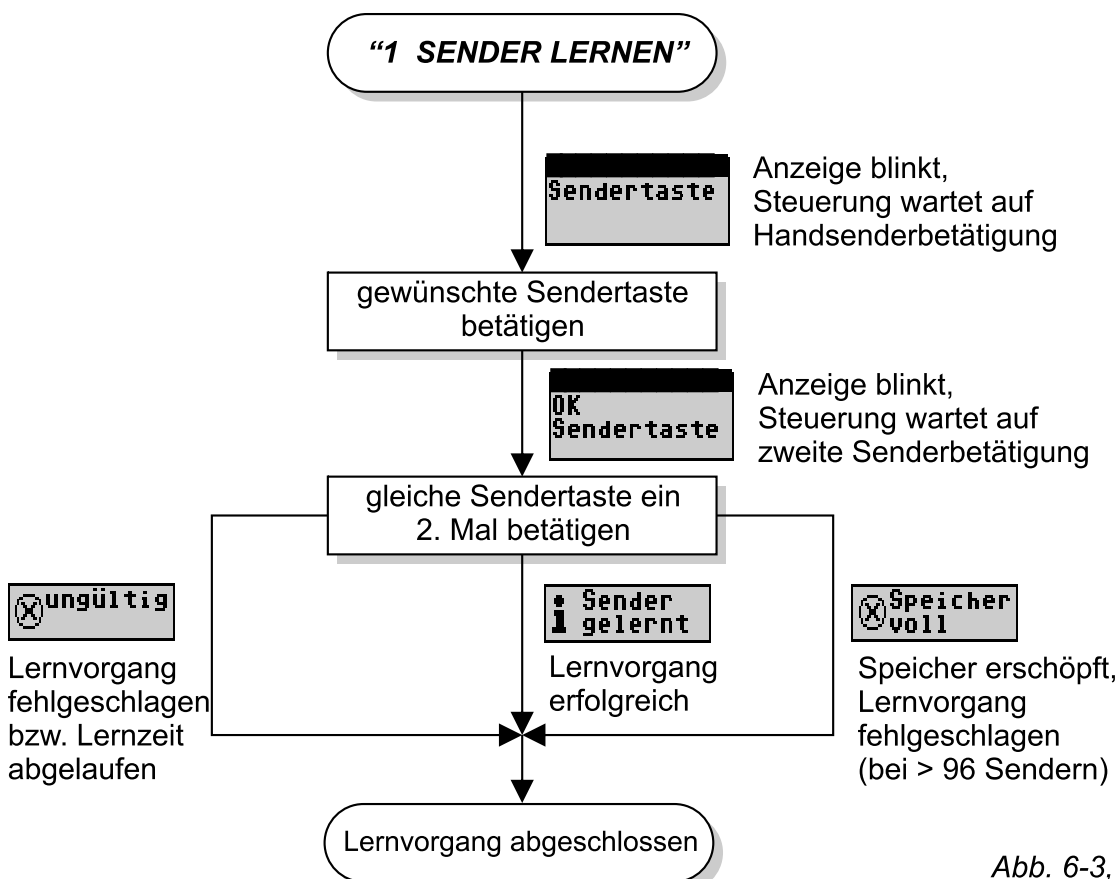 “1 SENDER LERNEN”
Sendertaste
Anzeige blinkt,
Steuerung wartet auf
Handsenderbetätigung
gewünschte Sendertaste
betätigen
OK
Sendertaste
Anzeige blinkt,
Steuerung wartet auf
zweite Senderbetätigung
gleiche Sendertaste ein
2. Mal betätigen
ungültig
Lernvorgang
fehlgeschlagen
bzw. Lernzeit
abgelaufen
i Sender
gelernt
Lernvorgang
erfolgreich
Speicher
voll
Speicher erschöpft,
Lernvorgang
fehlgeschlagen
(bei > 96 Sendern)
Lernvorgang abgeschlossen
Abb. 6-3,